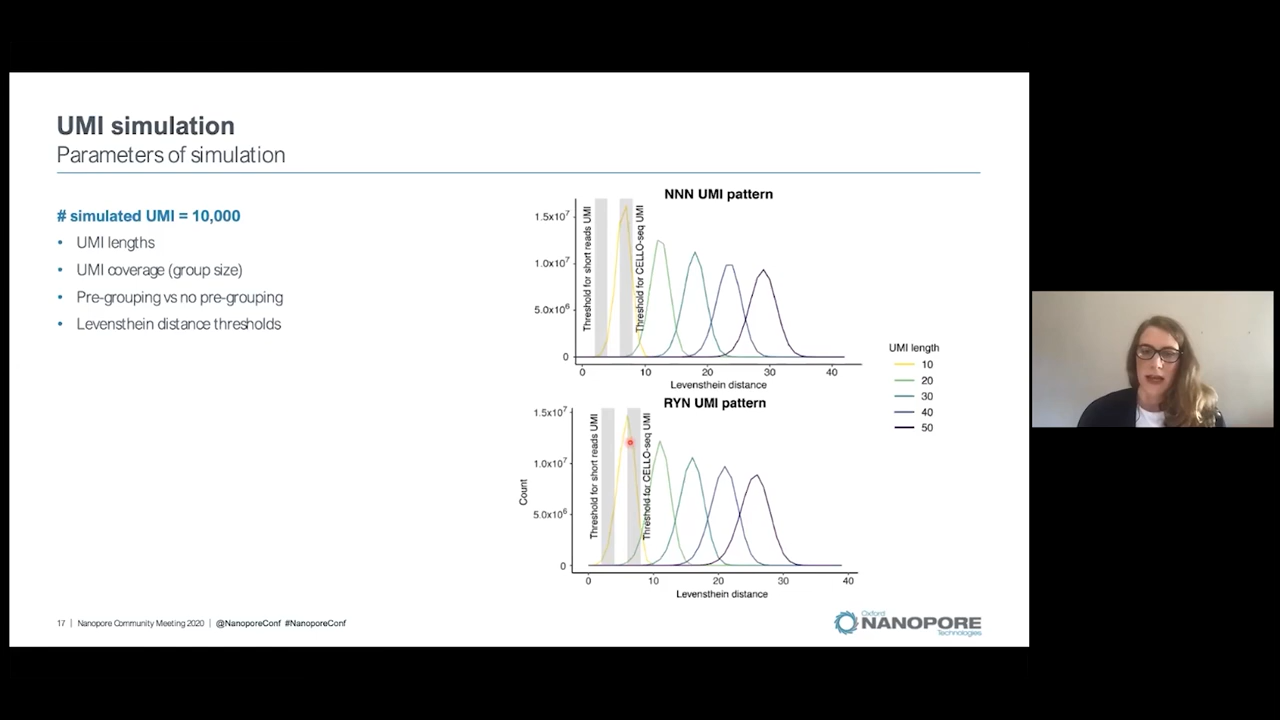 UMI simulation
Parameters of simulation
# simulated UMI = 10,000
• UMI lengths
• UMI coverage (group size)
• Pre-grouping vs no pre-grouping
• Levensthein distance thresholds
NNN UMI pattern
1.5x10⁷
1.0x10⁷
5.0x10⁶
0
Threshold for short reads UMI
Threshold for CELLO-seq UMI
0 10 20 30 40
Levensthein distance
RYN UMI pattern
Count
1.5x10⁷
1.0x10⁷
5.0x10⁶
0
Threshold for short reads UMI
Threshold for CELLO-seq UMI
0 10 20 30 40
Levensthein distance
UMI length
10
20
30
40
50
17 | Nanopore Community Meeting 2020 | @NanoporeConf #NanoporeConf
Oxford
NANOPORE
Technologies